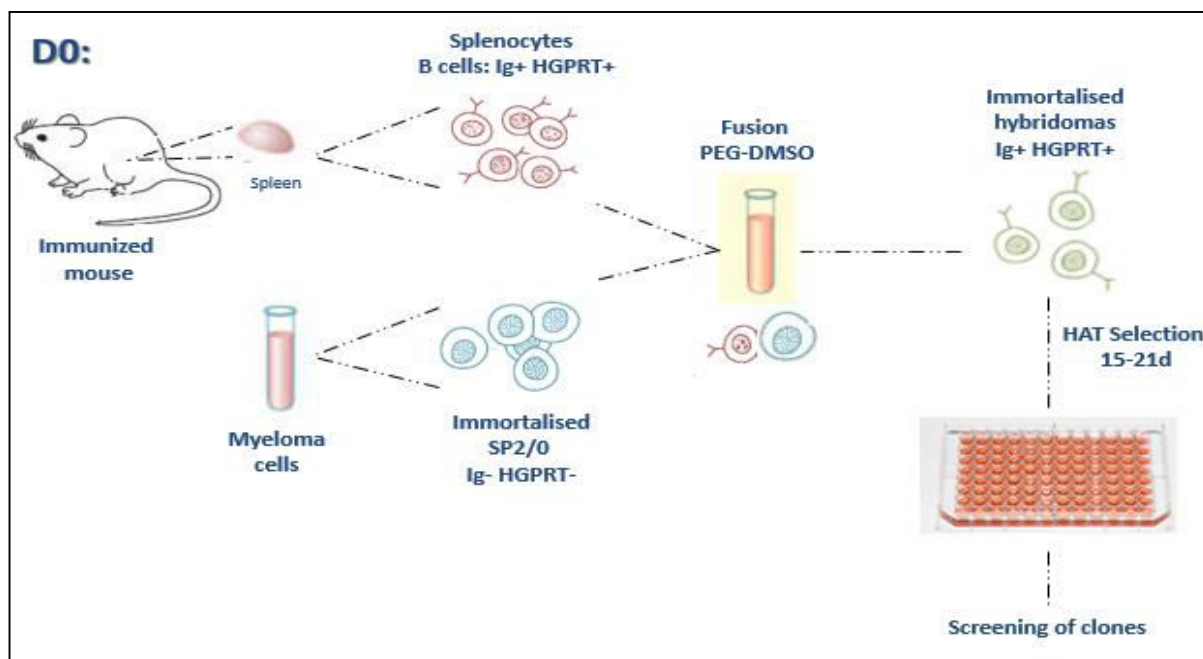 D0:
Splenocytes
B cells: Ig+ HGPRT+
Spleen
Immunized
mouse
Fusion
PEG-DMSO
Immortalised
hybridomas
Ig+ HGPRT+
Myeloma
cells
Immortalised
SP2/0
Ig- HGPRT-
HAT Selection
15-21d
Screening of clones